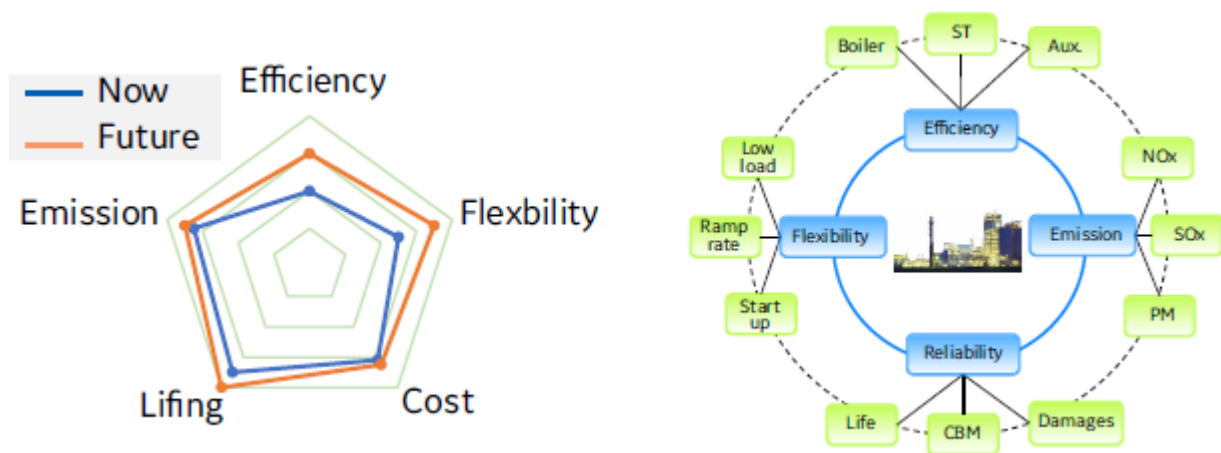 Now
Future
Efficiency
Emission
Flexbility
Lifing
Cost
Boiler
ST
Aux.
Efficiency
Low
load
NOx
Ramp
rate
Flexibility
Emission
SOx
Start
up
PM
Reliability
Life
CBM
Damages